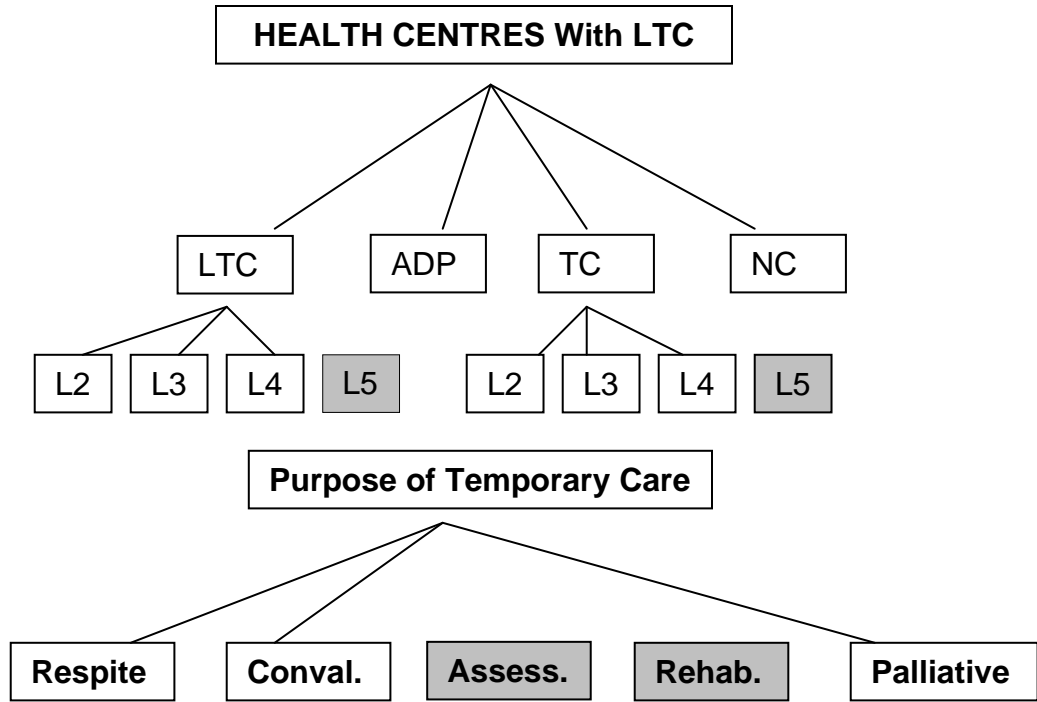 HEALTH CENTRES With LTC
LTC ADP TC NC
L2 L3 L4 L5 L2 L3 L4 L5
Purpose of Temporary Care
Respite Conval. Assess. Rehab. Palliative